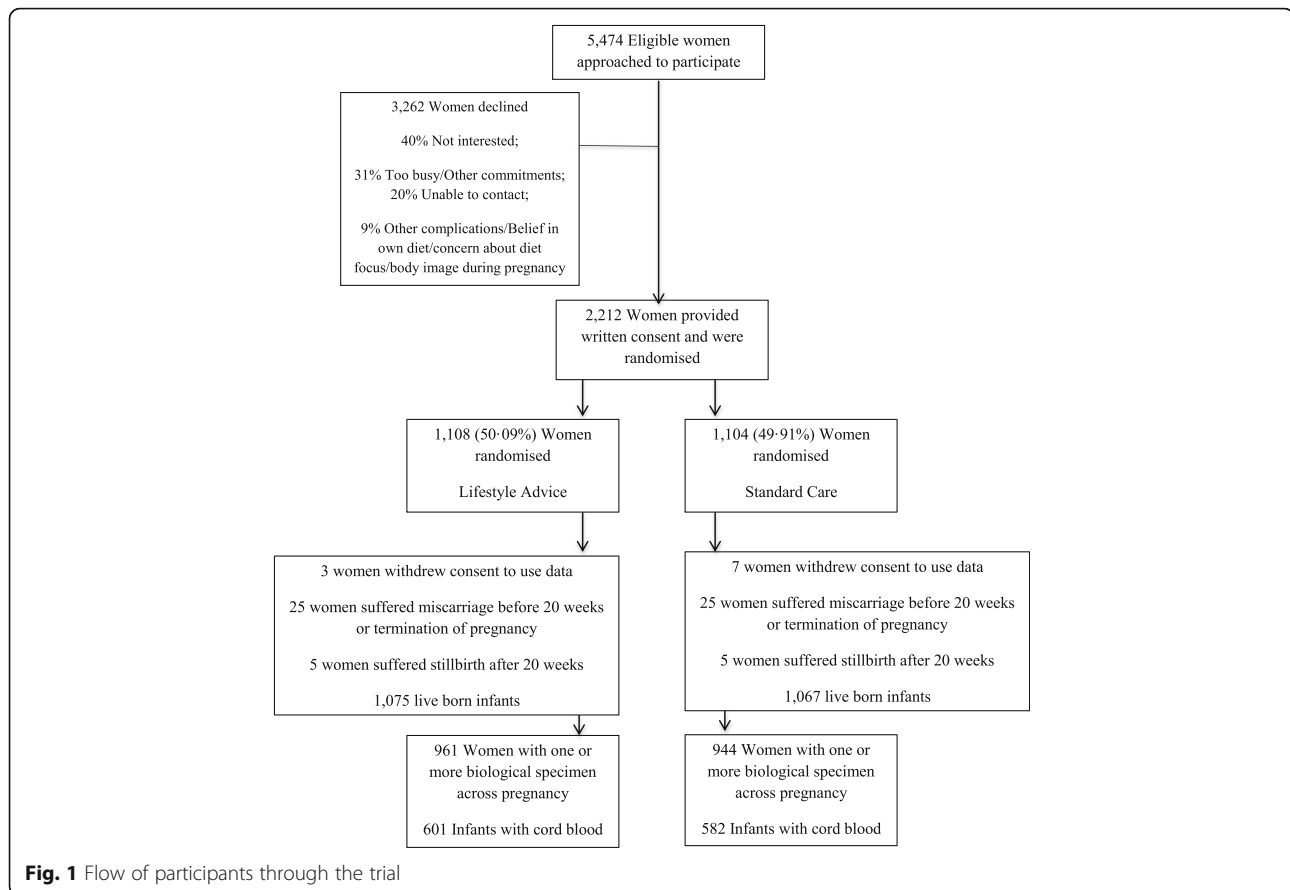 5,474 Eligible women
approached to participate
3,262 Women declined
40% Not interested;
31% Too busy/Other commitments;
20% Unable to contact;
9% Other complications/Belief in
own diet/concern about diet
focus/body image during pregnancy
2,212 Women provided
written consent and were
randomised
1,108 (50·09%) Women
randomised
Lifestyle Advice
1,104 (49·91%) Women
randomised
Standard Care
3 women withdrew consent to use data
25 women suffered miscarriage before 20 weeks
or termination of pregnancy
5 women suffered stillbirth after 20 weeks
1,075 live born infants
7 women withdrew consent to use data
25 women suffered miscarriage before 20 weeks
or termination of pregnancy
5 women suffered stillbirth after 20 weeks
1,067 live born infants
961 Women with one or
more biological specimen
across pregnancy
601 Infants with cord blood
944 Women with one or
more biological specimen
across pregnancy
582 Infants with cord blood
Fig. 1 Flow of participants through the trial